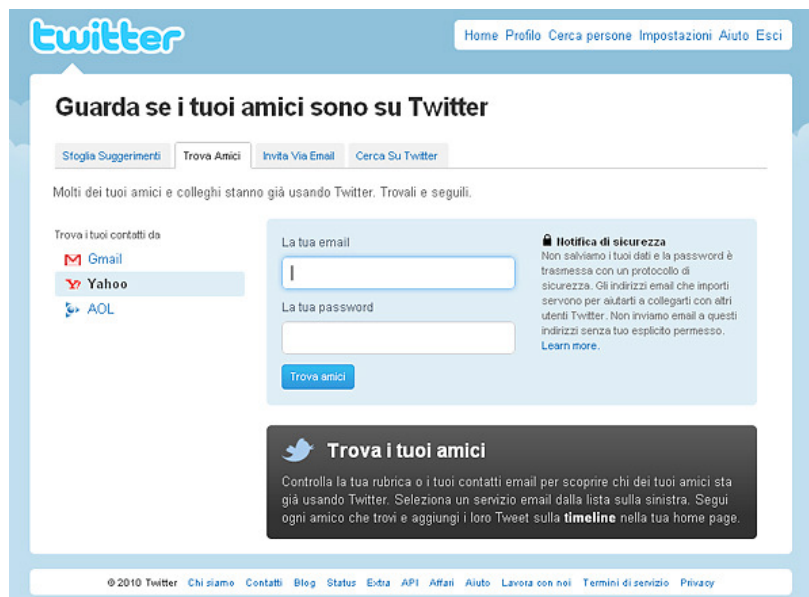 twitter
Home Profilo Cerca persone Impostazioni Aiuto Esci
Guarda se i tuoi amici sono su Twitter
Sfoglia Suggerimenti Trova Amici Invita Via Email Cerca Su Twitter
Molti dei tuoi amici e colleghi stanno già usando Twitter. Trovali e seguili.
Trova i tuoi contatti da
Gmail
Yahoo
AOL
La tua email
La tua password
Trova amici
Notifica di sicurezza
Non salviamo i tuoi dati e la password è
trasmessa con un protocollo di
sicurezza. Gli indirizzi email che importi
servono per aiutarti a collegarti con altri
utenti Twitter. Non inviamo email a questi
indirizzi senza tuo esplicito permesso.
Learn more.
Trova i tuoi amici
Controlla la tua rubrica o i tuoi contatti email per scoprire chi dei tuoi amici sta
già usando Twitter. Seleziona un servizio email dalla lista sulla sinistra. Segui
ogni amico che trovi e aggiungi i loro Tweet sulla timeline nella tua home page.
© 2010 Twitter Chi siamo Contatti Blog Status Extra API Affari Aiuto Lavora con noi Termini di servizio Privacy